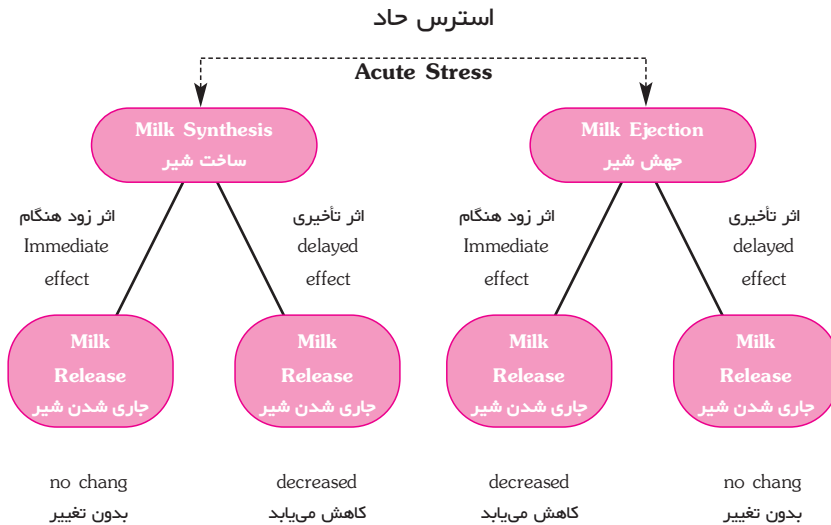 استرس حاد
Acute Stress
Milk Synthesis
ساخت شیر
Milk Ejection
جهش شیر
اثر زود هنگام
Immediate
effect
اثر تأخیری
delayed
effect
اثر زود هنگام
Immediate
effect
اثر تأخیری
delayed
effect
Milk
Release
جاری شدن شیر
Milk
Release
جاری شدن شیر
Milk
Release
جاری شدن شیر
Milk
Release
جاری شدن شیر
no chang
بدون تغییر
decreased
کاهش می‌یابد
decreased
کاهش می‌یابد
no chang
بدون تغییر